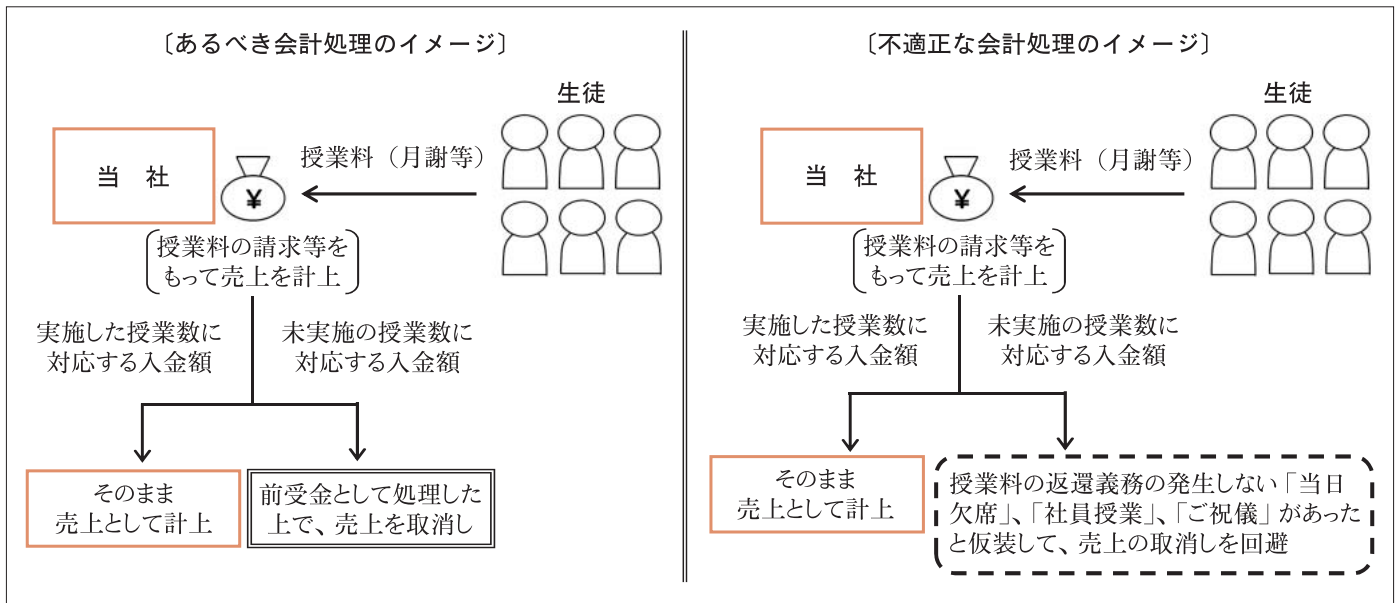 〔あるべき会計処理のイメージ〕
生徒
当 社
¥
授業料（月謝等）
授業料の請求等を
もって売上を計上
実施した授業数に
対応する入金額
未実施の授業数に
対応する入金額
そのまま
売上として計上
前受金として処理した
上で、売上を取消し
〔不適正な会計処理のイメージ〕
生徒
当 社
¥
授業料（月謝等）
授業料の請求等を
もって売上を計上
実施した授業数に
対応する入金額
未実施の授業数に
対応する入金額
そのまま
売上として計上
授業料の返還義務の発生しない「当日
欠席」、「社員授業」、「ご祝儀」があった
と仮装して、売上の取消しを回避